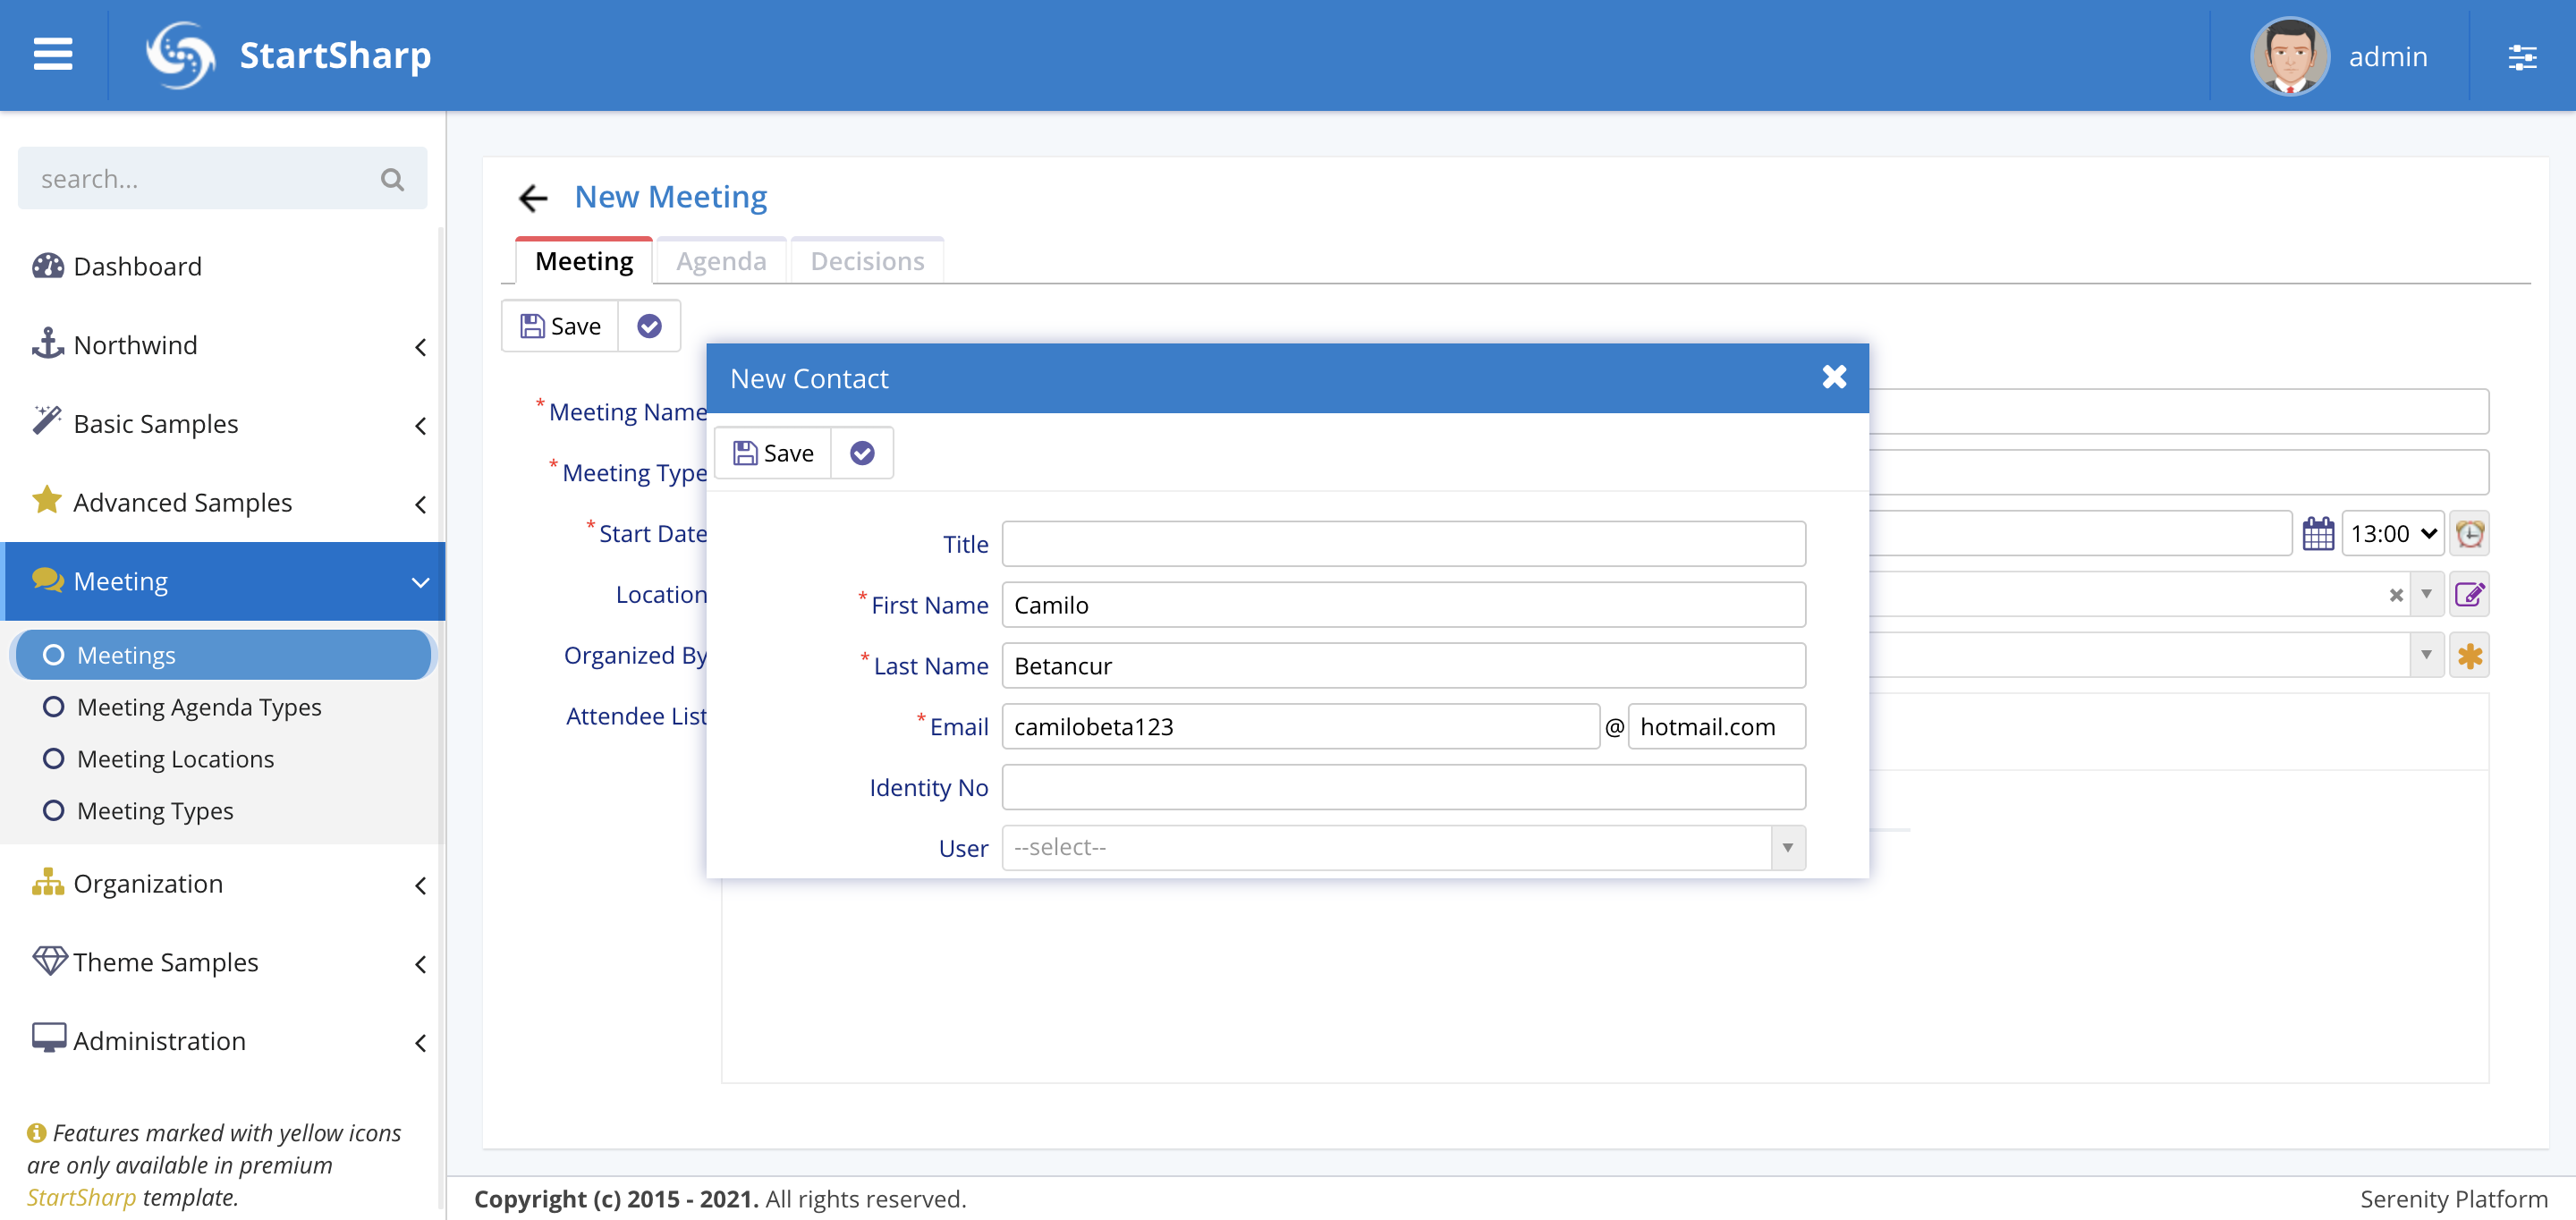 StartSharp
admin
search...
Dashboard
Northwind
Basic Samples
Advanced Samples
Meeting
Meetings
Meeting Agenda Types
Meeting Locations
Meeting Types
Organization
Theme Samples
Administration
Features marked with yellow icons
are only available in premium
StartSharp template.
New Meeting
Meeting Agenda Decisions
Save
* Meeting Name
* Meeting Type
* Start Date
13:00
Location
Organized By
Attendee List
New Contact
Save
Title
* First Name Camilo
* Last Name Betancur
* Email camilobeta123 @ hotmail.com
Identity No
User --select--
Copyright (c) 2015 - 2021. All rights reserved.
Serenity Platform